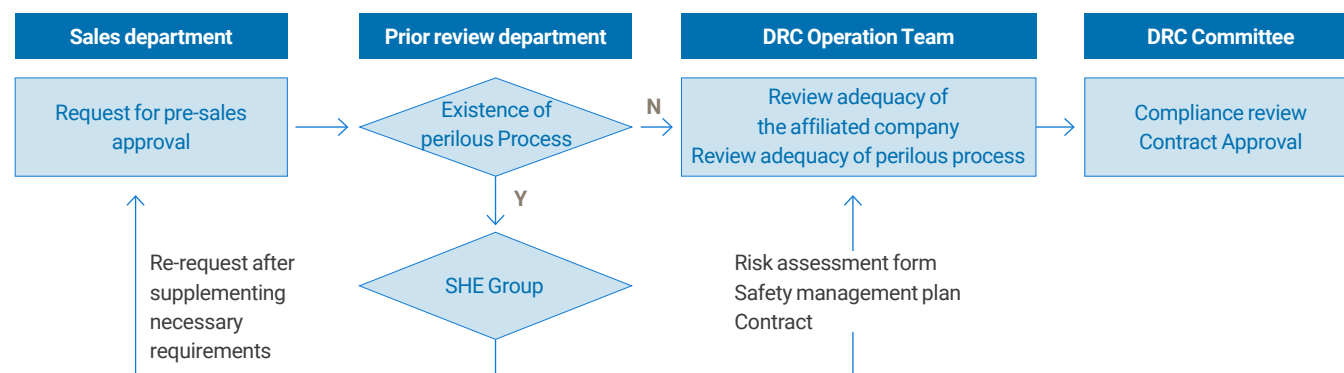 Sales department
Prior review department
DRC Operation Team
DRC Committee
Request for pre-sales
approval
Existence of
perilous Process
N
Review adequacy of
the affiliated company
Review adequacy of perilous process
Compliance review
Contract Approval
Y
Re-request after
supplementing
necessary
requirements
SHE Group
Risk assessment form
Safety management plan
Contract